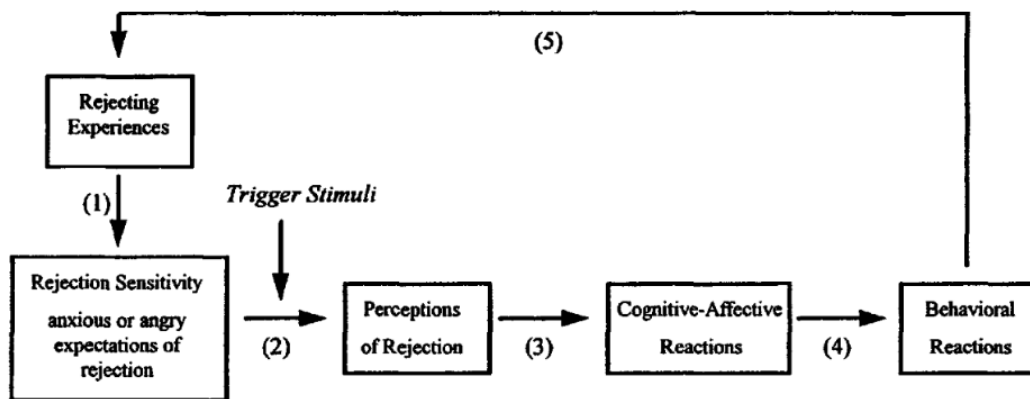 (5)
Rejecting
Experiences
(1)
Trigger Stimuli
Rejection Sensitivity
anxious or angry
expectations of
rejection
(2)
Perceptions
of Rejection
(3)
Cognitive-Affective
Reactions
(4)
Behavioral
Reactions